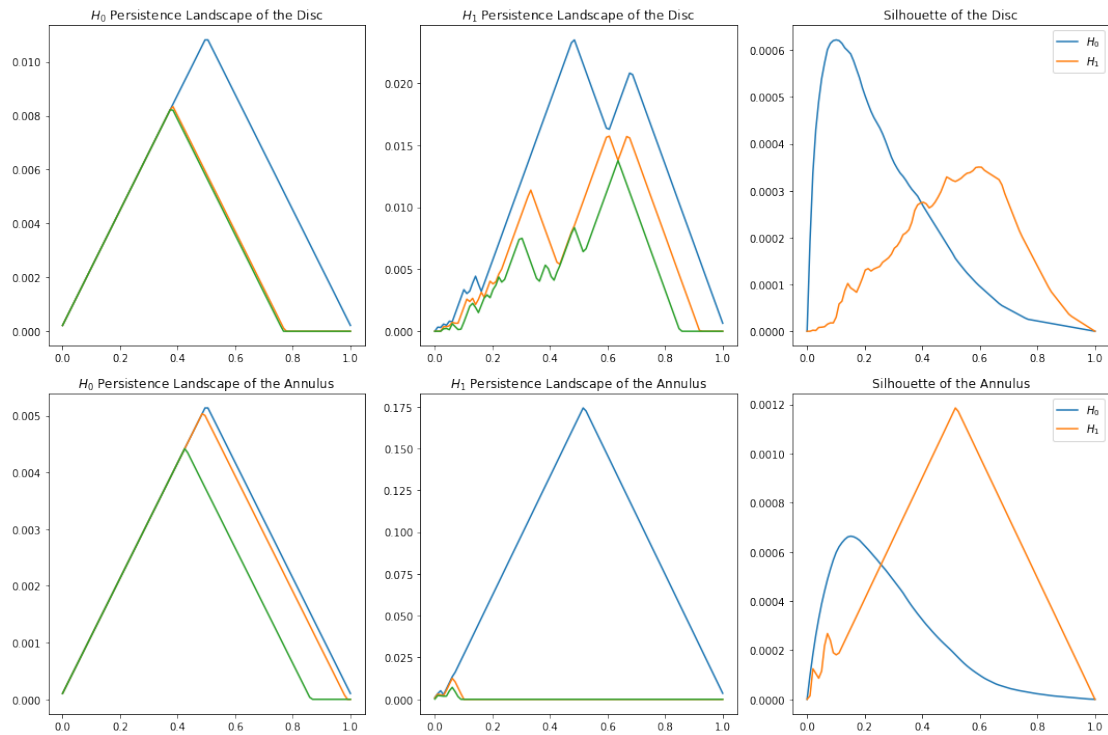 H₀ Persistence Landscape of the Disc
0.010
0.008
0.006
0.004
0.002
0.000
0.0 0.2 0.4 0.6 0.8 1.0
H₁ Persistence Landscape of the Disc
0.020
0.015
0.010
0.005
0.000
0.0 0.2 0.4 0.6 0.8 1.0
Silhouette of the Disc
H₀
H₁
0.0006
0.0005
0.0004
0.0003
0.0002
0.0001
0.0000
0.0 0.2 0.4 0.6 0.8 1.0
H₀ Persistence Landscape of the Annulus
0.005
0.004
0.003
0.002
0.001
0.000
0.0 0.2 0.4 0.6 0.8 1.0
H₁ Persistence Landscape of the Annulus
0.175
0.150
0.125
0.100
0.075
0.050
0.025
0.000
0.0 0.2 0.4 0.6 0.8 1.0
Silhouette of the Annulus
H₀
H₁
0.0012
0.0010
0.0008
0.0006
0.0004
0.0002
0.0000
0.0 0.2 0.4 0.6 0.8 1.0